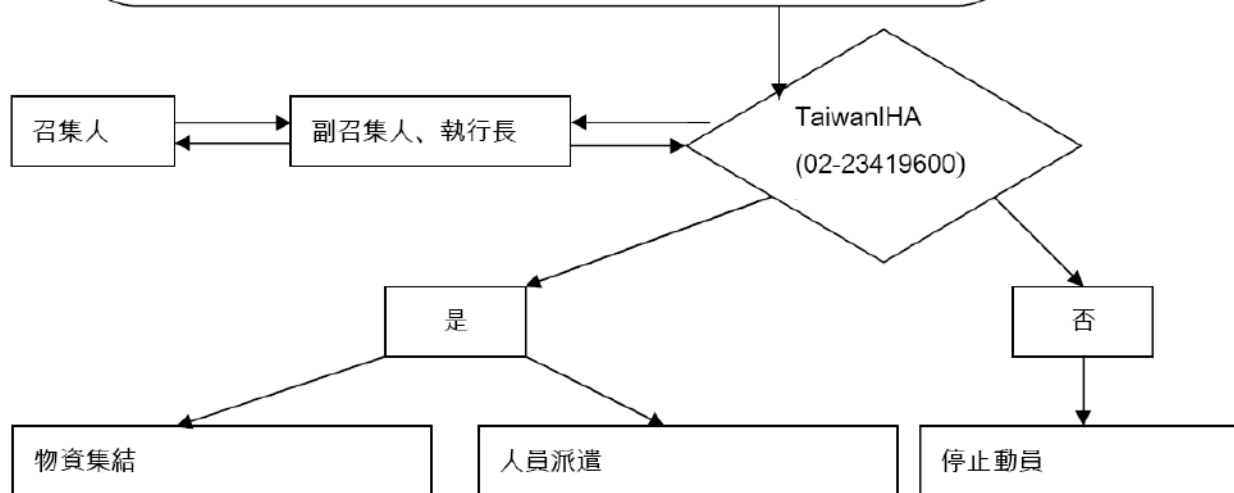 召集人
副召集人、執行長
TaiwanIHA
(02-23419600)
是
否
物資集結
人員派遣
停止動員